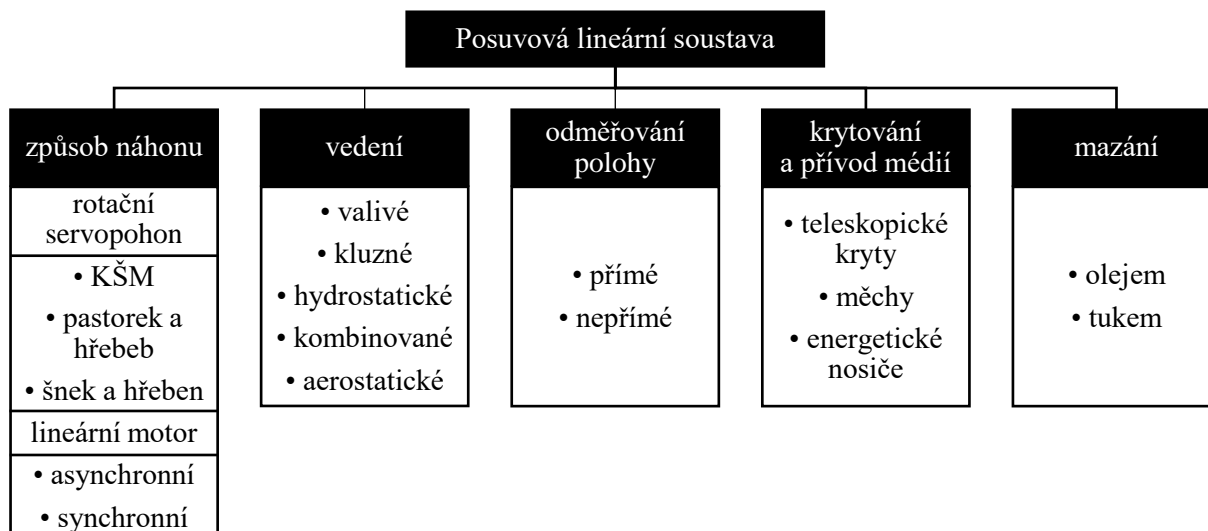 Posuvová lineární soustava
způsob náhonu
rotační
servopohon
• KŠM
• pastorek a
hřebeb
• šnek a hřeben
lineární motor
• asynchronní
• synchronní
vedení
• valivé
• kluzné
• hydrostatické
• kombinované
• aerostatické
odměřování
polohy
• přímé
• nepřímé
krytování
a přívod médií
• teleskopické
kryty
• měchy
• energetické
nosiče
mazání
• olejem
• tukem